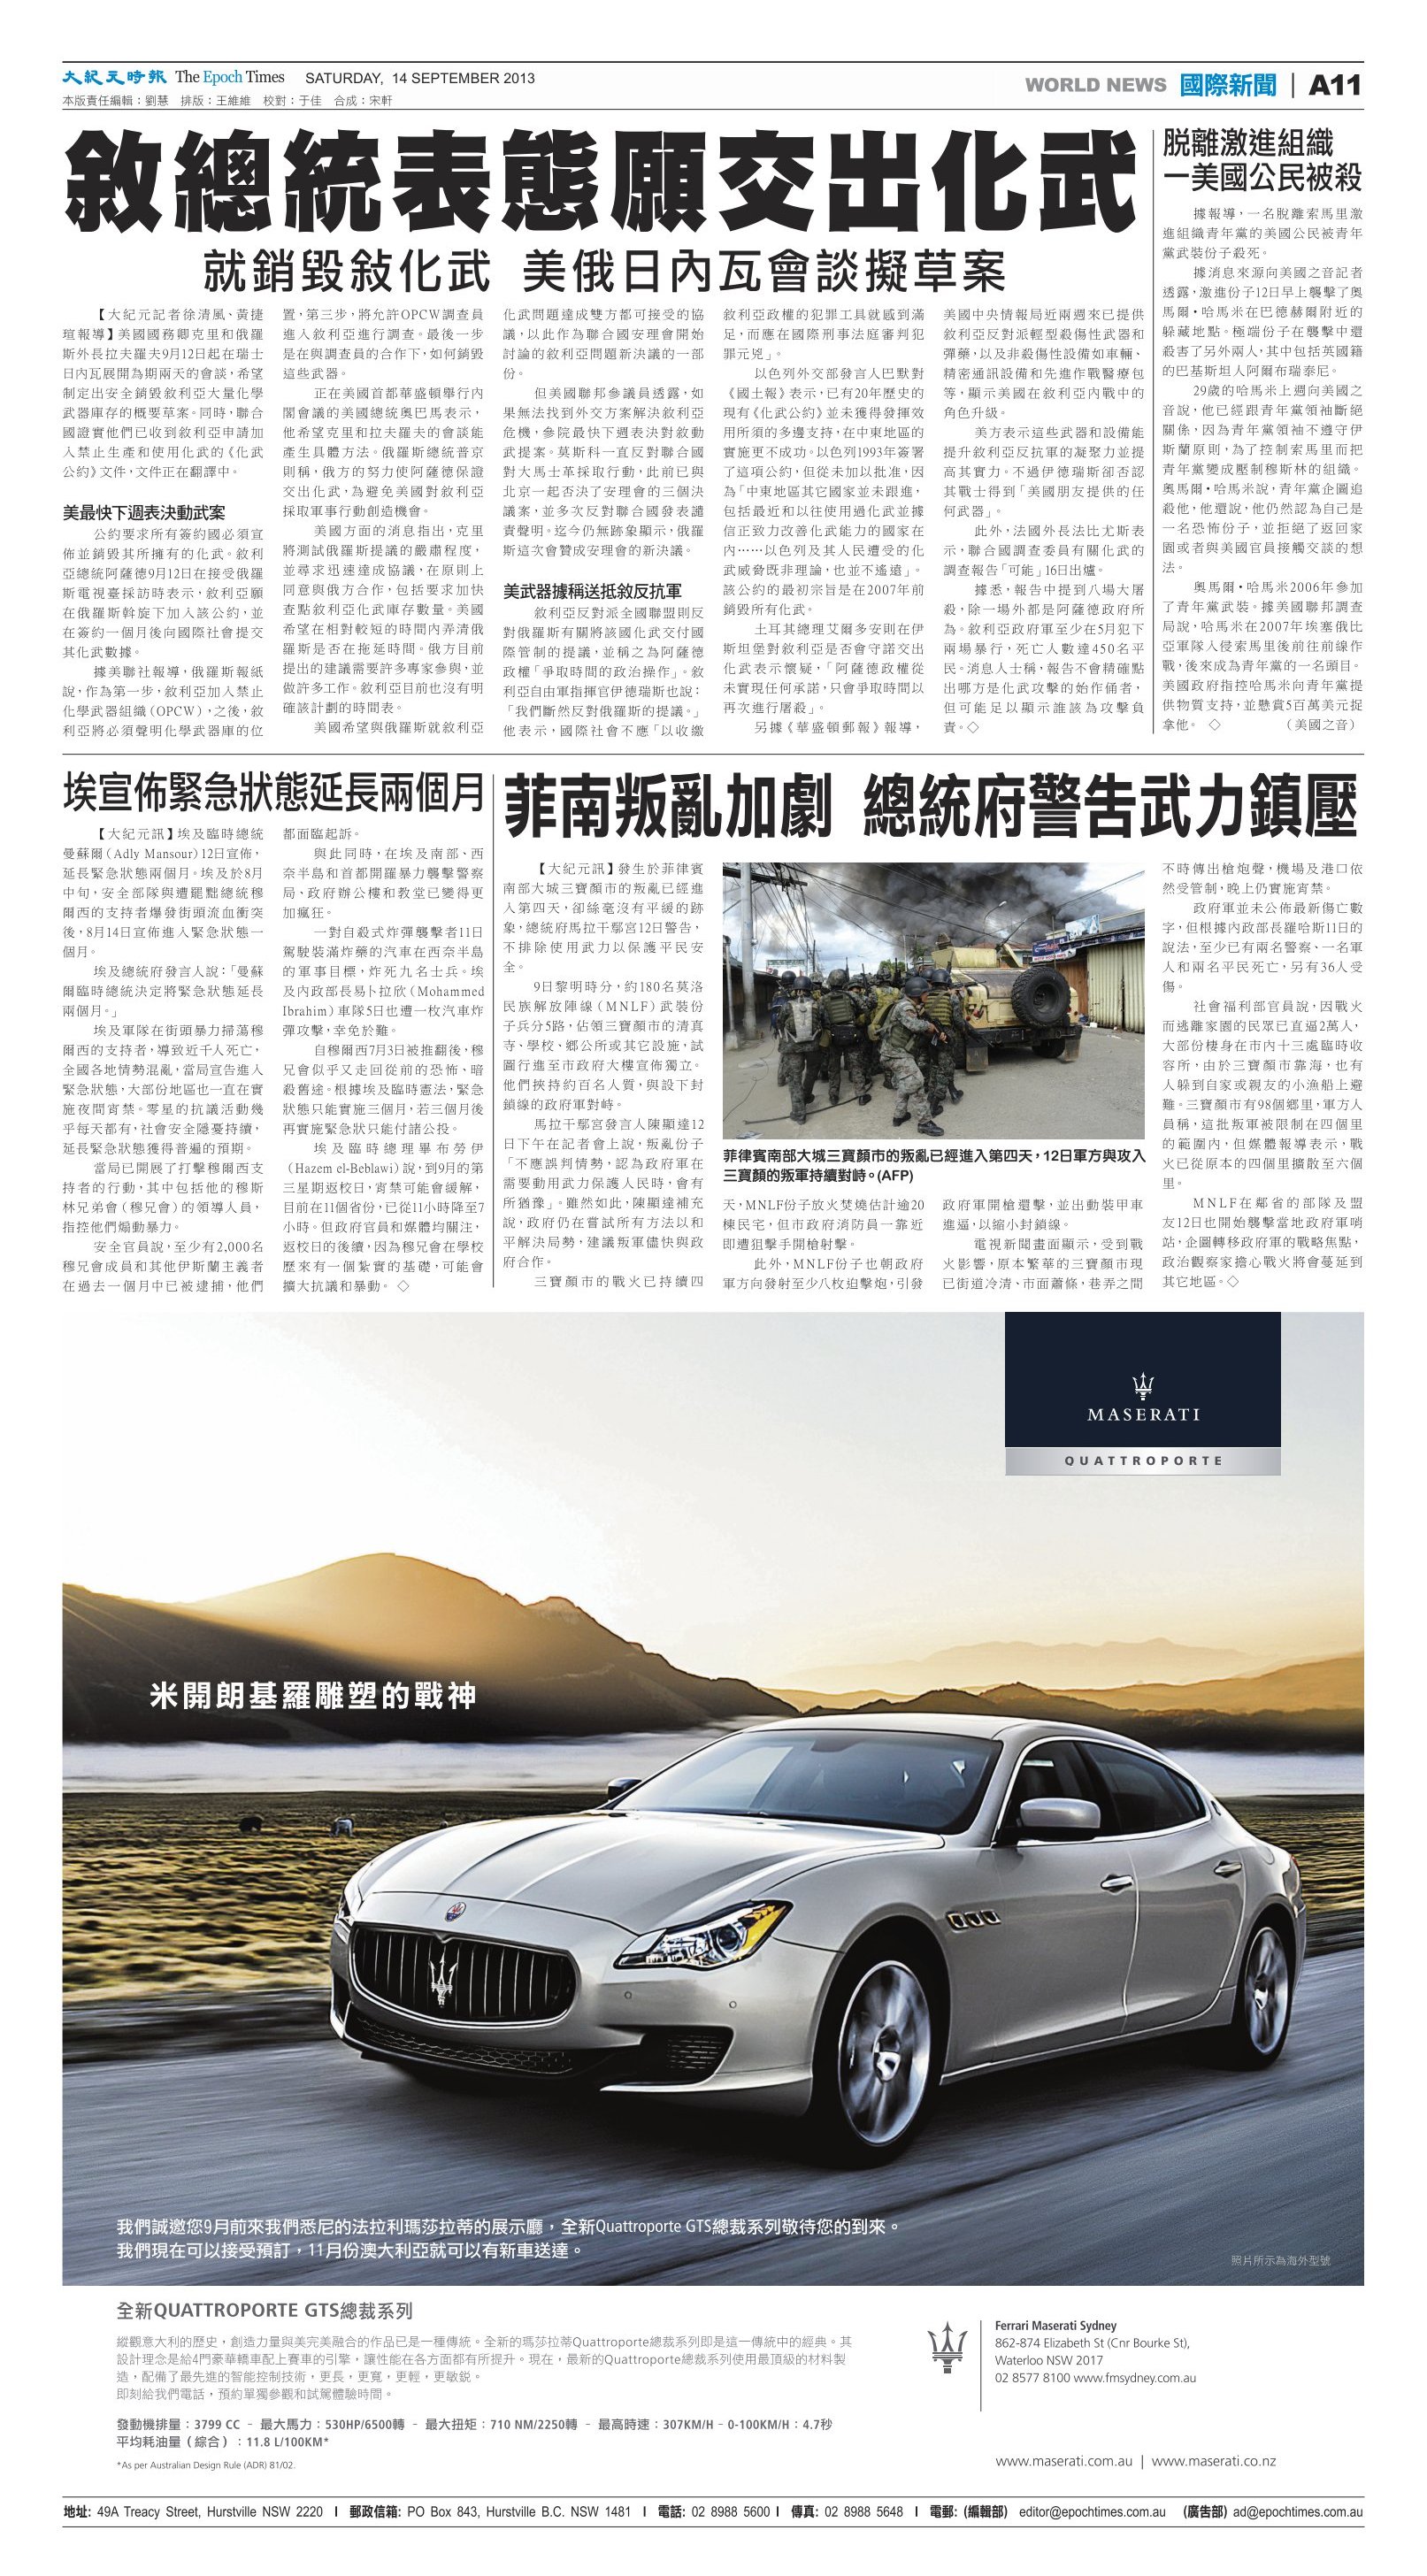 大紀元時報 The Epoch Times SATURDAY, 14 SEPTEMBER 2013
本版責任編輯：劉慧 排版：王維維 校對：于佳 合成：宋軒
WORLD NEWS 國際新聞 | A11
敘總統表態願交出化武
就銷毀敍化武 美俄日內瓦會談擬草案
【大紀元記者徐清風、黃捷
瑄報導】美國國務卿克里和俄羅
斯外長拉夫羅夫9月12日起在瑞士
日內瓦展開為期兩天的會談，希望
制定出安全銷毀敘利亞大量化學
武器庫存的概要草案。同時，聯合
國證實他們已收到敘利亞申請加
入禁止生產和使用化武的《化武
公約》文件，文件正在翻譯中。
美最快下週表決動武案
公約要求所有簽約國必須宣
佈並銷毀其所擁有的化武。敘利
亞總統阿薩德9月12日在接受俄羅
斯電視臺採訪時表示，敘利亞願
在俄羅斯斡旋下加入該公約，並
在簽約一個月後向國際社會提交
其化武數據。
據美聯社報導，俄羅斯報紙
說，作為第一步，敘利亞加入禁止
化學武器組織（OPCW），之後，敘
利亞將必須聲明化學武器庫的位
置，第三步，將允許OPCW調查員
進入敘利亞進行調查。最後一步
是在與調查員的合作下，如何銷毀
這些武器。
正在美國首都華盛頓舉行內
閣會議的美國總統奧巴馬表示，
他希望克里和拉夫羅夫的會談能
產生具體方法。俄羅斯總統普京
則稱，俄方的努力使阿薩德保證
交出化武，為避免美國對敘利亞
採取軍事行動創造機會。
美國方面的消息指出，克里
將測試俄羅斯提議的嚴肅程度，
並尋求迅速達成協議，在原則上
同意與俄方合作，包括要求加快
查點敘利亞化武庫存數量。美國
希望在相對較短的時間內弄清俄
羅斯是否在拖延時間。俄方目前
提出的建議需要許多專家參與，並
做許多工作。敘利亞目前也沒有明
確該計劃的時間表。
美國希望與俄羅斯就敘利亞
化武問題達成雙方都可接受的協
議，以此作為聯合國安理會開始
討論的敘利亞問題新決議的一部
份。
但美國聯邦參議員透露，如
果無法找到外交方案解決敘利亞
危機，參院最快下週表決對敘動
武提案。莫斯科一直反對聯合國
對大馬士革採取行動，此前已與
北京一起否決了安理會的三個決
議案，並多次反對聯合國發表譴
責聲明。迄今仍無跡象顯示，俄羅
斯這次會贊成安理會的新決議。
美武器據稱送抵敘反抗軍
敘利亞反對派全國聯盟則反
對俄羅斯有關將該國化武交付國
際管制的提議，並稱之為阿薩德
政權「爭取時間的政治操作」。敘
利亞自由軍指揮官伊德瑞斯也說：
「我們斷然反對俄羅斯的提議。」
他表示，國際社會不應「以收繳
敘利亞政權的犯罪工具就感到滿
足，而應在國際刑事法庭審判犯
罪元兇」。
以色列外交部發言人巴默對
《國土報》表示，已有20年歷史的
現有《化武公約》並未獲得發揮效
用所須的多邊支持，在中東地區的
實施更不成功。以色列1993年簽署
了這項公約，但從未加以批准，因
為「中東地區其它國家並未跟進，
包括最近和以往使用過化武並據
信正致力改善化武能力的國家在
內……以色列及其人民遭受的化
武威脅既非理論，也並不遙遠」。
該公約的最初宗旨是在2007年前
銷毀所有化武。
土耳其總理艾爾多安則在伊
斯坦堡對敘利亞是否會守諾交出
化武表示懷疑，「阿薩德政權從
未實現任何承諾，只會爭取時間以
再次進行屠殺」。
另據《華盛頓郵報》報導，
美國中央情報局近兩週來已提供
敘利亞反對派輕型殺傷性武器和
彈藥，以及非殺傷性設備如車輛、
精密通訊設備和先進作戰醫療包
等，顯示美國在敘利亞內戰中的
角色升級。
美方表示這些武器和設備能
提升敘利亞反抗軍的凝聚力並提
高其實力。不過伊德瑞斯卻否認
其戰士得到「美國朋友提供的任
何武器」。
此外，法國外長法比尤斯表
示，聯合國調查委員有關化武的
調查報告「可能」16日出爐。
據悉，報告中提到八場大屠
殺，除一場外都是阿薩德政府所
為。敘利亞政府軍至少在5月犯下
兩場暴行，死亡人數達450名平
民。消息人士稱，報告不會精確點
出哪方是化武攻擊的始作俑者，
但可能足以顯示誰該為攻擊負
責。◇
脱離激進組織
一美國公民被殺
據報導，一名脫離索馬里激
進組織青年黨的美國公民被青年
黨武裝份子殺死。
據消息來源向美國之音記者
透露，激進份子12日早上襲擊了奧
馬爾·哈馬米在巴德赫爾附近的
躲藏地點。極端份子在襲擊中還
殺害了另外兩人，其中包括英國籍
的巴基斯坦人阿爾布瑞泰尼。
29歲的哈馬米上週向美國之
音說，他已經跟青年黨領袖斷絕
關係，因為青年黨領袖不遵守伊
斯蘭原則，為了控制索馬里而把
青年黨變成壓制穆斯林的組織。
奧馬爾·哈馬米說，青年黨企圖追
殺他，他還說，他仍然認為自己是
一名恐怖份子，並拒絕了返回家
園或者與美國官員接觸交談的想
法。
奧馬爾·哈馬米2006年參加
了青年黨武裝。據美國聯邦調查
局說，哈馬米在2007年埃塞俄比
亞軍隊入侵索馬里後前往前線作
戰，後來成為青年黨的一名頭目。
美國政府指控哈馬米向青年黨提
供物質支持，並懸賞5百萬美元捉
拿他。◇ （美國之音）
埃宣佈緊急狀態延長兩個月
【大紀元訊】埃及臨時總統
曼蘇爾（Adly Mansour）12日宣佈，
延長緊急狀態兩個月。埃及於8月
中旬，安全部隊與遭罷黜總統穆
爾西的支持者爆發街頭流血衝突
後，8月14日宣佈進入緊急狀態一
個月。
埃及總統府發言人說：「曼蘇
爾臨時總統決定將緊急狀態延長
兩個月。」
埃及軍隊在街頭暴力掃蕩穆
爾西的支持者，導致近千人死亡，
全國各地情勢混亂，當局宣告進入
緊急狀態，大部份地區也一直在實
施夜間宵禁。零星的抗議活動幾
乎每天都有，社會安全隱憂持續，
延長緊急狀態獲得普遍的預期。
當局已開展了打擊穆爾西支
持者的行動，其中包括他的穆斯
林兄弟會（穆兄會）的領導人員，
指控他們煽動暴力。
安全官員說，至少有2,000名
穆兄會成員和其他伊斯蘭主義者
在過去一個月中已被逮捕，他們
都面臨起訴。
與此同時，在埃及南部、西
奈半島和首都開羅暴力襲擊警察
局、政府辦公樓和教堂已變得更
加瘋狂。
一對自殺式炸彈襲擊者11日
駕駛裝滿炸藥的汽車在西奈半島
的軍事目標，炸死九名士兵。埃
及內政部長易卜拉欣（Mohammed
Ibrahim）車隊5日也遭一枚汽車炸
彈攻擊，幸免於難。
自穆爾西7月3日被推翻後，穆
兄會似乎又走回從前的恐怖、暗
殺舊途。根據埃及臨時憲法，緊急
狀態只能實施三個月，若三個月後
再實施緊急狀只能付諸公投。
埃及臨時總理畢布勞伊
（Hazem el-Beblawi）說，到9月的第
三星期返校日，宵禁可能會緩解，
目前在11個省份，已從11小時降至7
小時。但政府官員和媒體均關注，
返校日的後續，因為穆兄會在學校
歷來有一個紮實的基礎，可能會
擴大抗議和暴動。◇
菲南叛亂加劇 總統府警告武力鎮壓
【大紀元訊】發生於菲律賓
南部大城三寶顏市的叛亂已經進
入第四天，卻絲毫沒有平緩的跡
象，總統府馬拉干鄢宮12日警告，
不排除使用武力以保護平民安
全。
9日黎明時分，約180名莫洛
民族解放陣線（MNLF）武裝份
子兵分5路，佔領三寶顏市的清真
寺、學校、鄉公所或其它設施，試
圖行進至市政府大樓宣佈獨立。
他們挾持約百名人質，與設下封
鎖線的政府軍對峙。
馬拉干鄢宮發言人陳顯達12
日下午在記者會上說，叛亂份子
「不應誤判情勢，認為政府軍在
需要動用武力保護人民時，會有
所猶豫」。雖然如此，陳顯達補充
說，政府仍在嘗試所有方法以和
平解決局勢，建議叛軍儘快與政
府合作。
三寶顏市的戰火已持續四
菲律賓南部大城三寶顏市的叛亂已經進入第四天，12日軍方與攻入
三寶顏的叛軍持續對峙。(AFP)
天，MNLF份子放火焚燒估計逾20
棟民宅，但市政府消防員一靠近
即遭狙擊手開槍射擊。
此外，MNLF份子也朝政府
軍方向發射至少八枚迫擊炮，引發
政府軍開槍還擊，並出動裝甲車
進逼，以縮小封鎖線。
電視新聞畫面顯示，受到戰
火影響，原本繁華的三寶顏市現
已街道冷清、市面蕭條，巷弄之間
不時傳出槍炮聲，機場及港口依
然受管制，晚上仍實施宵禁。
政府軍並未公佈最新傷亡數
字，但根據內政部長羅哈斯11日的
說法，至少已有兩名警察、一名軍
人和兩名平民死亡，另有36人受
傷。
社會福利部官員說，因戰火
而逃離家園的民眾已直逼2萬人，
大部份棲身在市內十三處臨時收
容所，由於三寶顏市靠海，也有
人躲到自家或親友的小漁船上避
難。三寶顏市有98個鄉里，軍方人
員稱，這批叛軍被限制在四個里
的範圍內，但媒體報導表示，戰
火已從原本的四個里擴散至六個
里。
MNLF在鄰省的部隊及盟
友12日也開始襲擊當地政府軍哨
站，企圖轉移政府軍的戰略焦點，
政治觀察家擔心戰火將會蔓延到
其它地區。◇
MASERATI
QUATTROPORTE
米開朗基羅雕塑的戰神
我們誠邀您9月前來我們悉尼的法拉利瑪莎拉蒂的展示廳，全新Quattroporte GTS總裁系列敬待您的到來。
我們現在可以接受預訂，11月份澳大利亞就可以有新車送達。
照片所示為海外型號
全新QUATTROPORTE GTS總裁系列
縱觀意大利的歷史，創造力量與美完美融合的作品已是一種傳統。全新的瑪莎拉蒂Quattroporte總裁系列即是這一傳統中的經典。其
設計理念是給4門豪華轎車配上賽車的引擎，讓性能在各方面都有所提升。現在，最新的Quattroporte總裁系列使用最頂級的材料製
造，配備了最先進的智能控制技術，更長，更寬，更輕，更敏銳。
即刻給我們電話，預約單獨參觀和試駕體驗時間。
發動機排量：3799 CC – 最大馬力：530HP/6500轉 – 最大扭矩：710 NM/2250轉 – 最高時速：307KM/H – 0-100KM/H：4.7秒
平均耗油量（綜合）：11.8 L/100KM*
*As per Australian Design Rule (ADR) 81/02.
Ferrari Maserati Sydney
862-874 Elizabeth St (Cnr Bourke St),
Waterloo NSW 2017
02 8577 8100 www.fmsydney.com.au
www.maserati.com.au | www.maserati.co.nz
地址: 49A Treacy Street, Hurstville NSW 2220 | 郵政信箱: PO Box 843, Hurstville B.C. NSW 1481 | 電話: 02 8988 5600 | 傳真: 02 8988 5648 | 電郵: (編輯部) editor@epochtimes.com.au (廣告部) ad@epochtimes.com.au